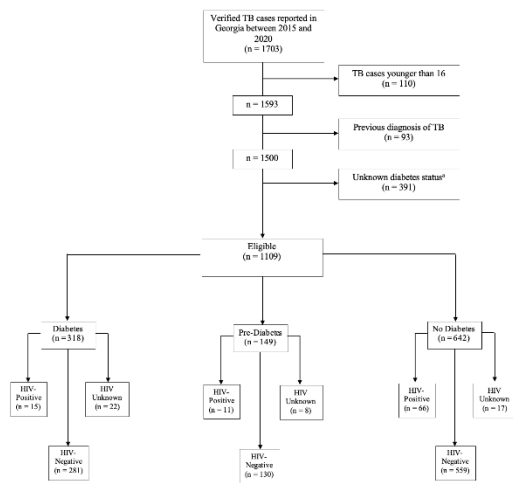 Verified TB cases reported in
Georgia between 2015 and
2020
(n = 1703)
TB cases younger than 16
(n = 110)
n = 1593
Previous diagnosis of TB
(n = 93)
n = 1500
Unknown diabetes statusᵃ
(n = 391)
Eligible
n = 1109
Diabetes
(n = 318)
Pre-Diabetes
(n = 149)
No Diabetes
(n = 642)
HIV-
Positive
(n = 15)
HIV
Unknown
(n = 22)
HIV-
Negative
(n = 281)
HIV-
Positive
(n = 11)
HIV
Unknown
(n = 8)
HIV-
Negative
(n = 130)
HIV-
Positive
(n = 66)
HIV
Unknown
(n = 17)
HIV-
Negative
(n = 559)